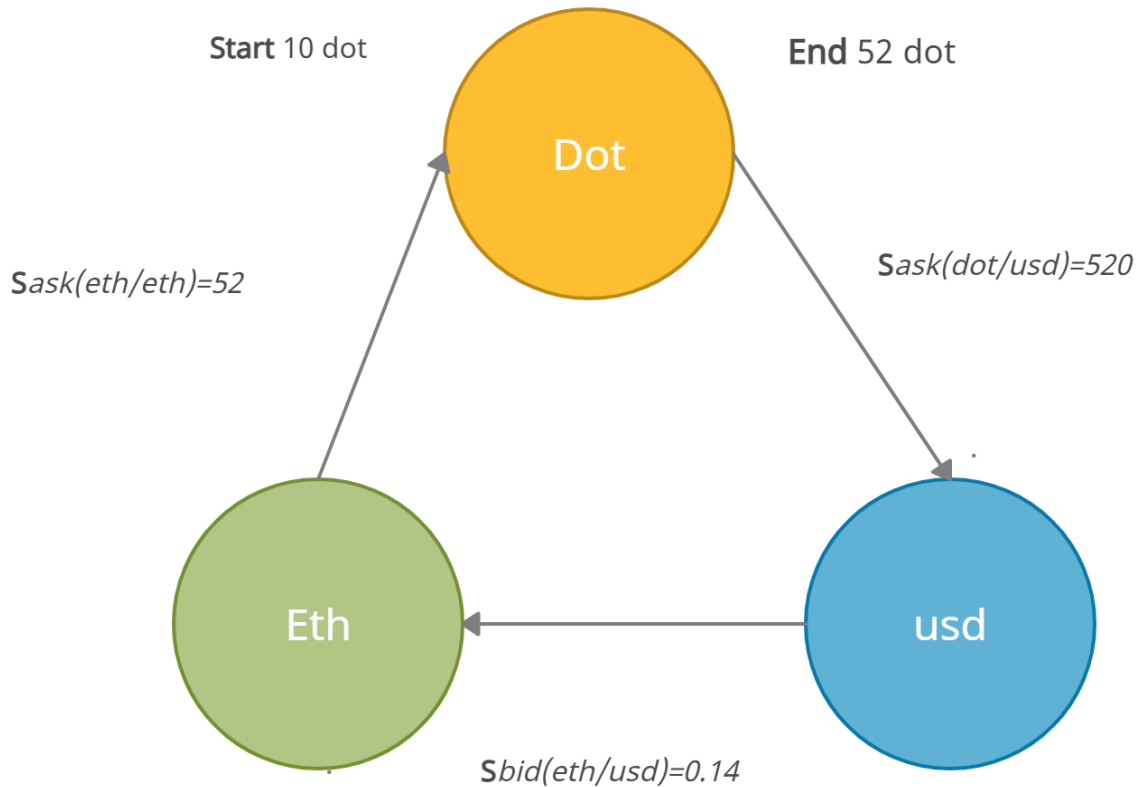 Start 10 dot
End 52 dot
Dot
Sask(eth/eth)=52
Sask(dot/usd)=520
Eth
usd
Sbid(eth/usd)=0.14